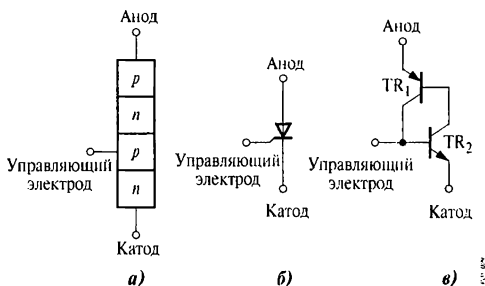 Анод
p
n
p
n
Управляющий
электрод
Катод
а)
Анод
Управляющий
электрод
Катод
б)
Анод
TR1
TR2
Управляющий
электрод
Катод
в)